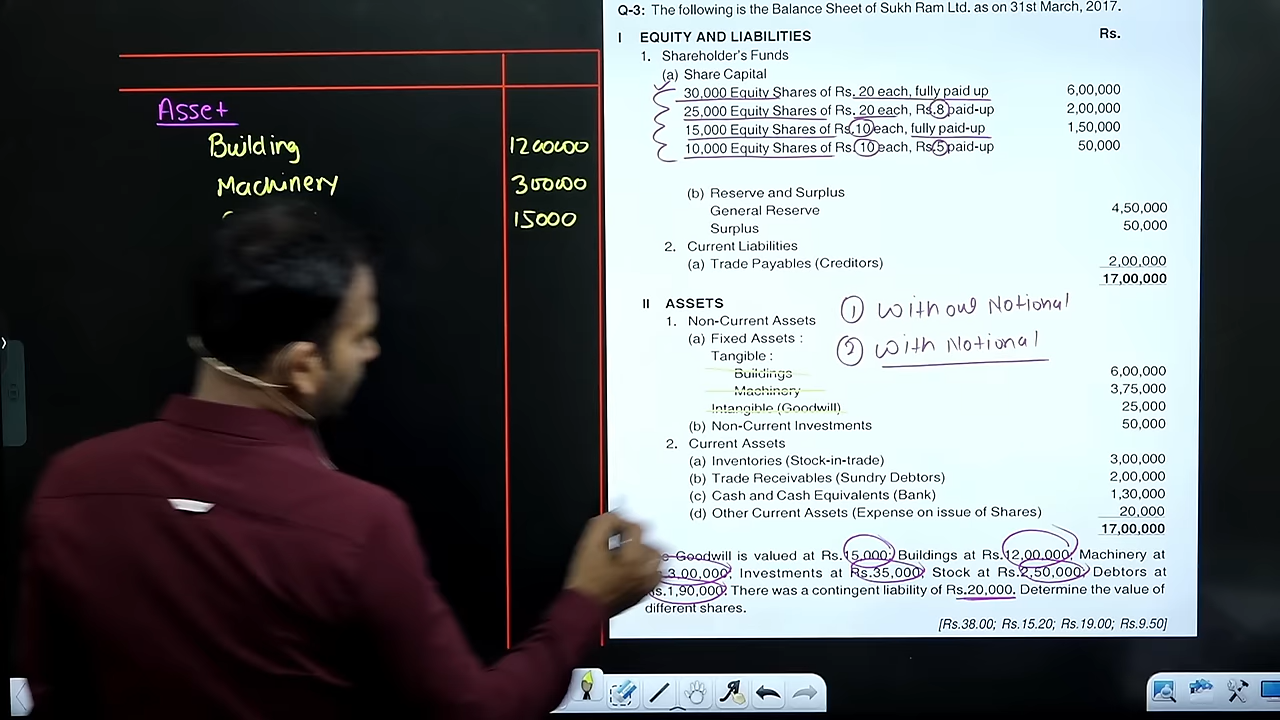 Asset
Building 1200000
Machinery 300000
15000
Q-3: The following is the Balance Sheet of Sukh Ram Ltd. as on 31st March, 2017.
I EQUITY AND LIABILITIES Rs.
1. Shareholder's Funds
(a) Share Capital
30,000 Equity Shares of Rs. 20 each, fully paid up 6,00,000
25,000 Equity Shares of Rs. 20 each, Rs.8 paid-up 2,00,000
15,000 Equity Shares of Rs.10 each, fully paid-up 1,50,000
10,000 Equity Shares of Rs. 10 each, Rs.5 paid-up 50,000
(b) Reserve and Surplus
General Reserve 4,50,000
Surplus 50,000
2. Current Liabilities
(a) Trade Payables (Creditors) 2,00,000
17,00,000
II ASSETS
① Without Notional
1. Non-Current Assets
(a) Fixed Assets :
② with Notional
Tangible :
Buildings 6,00,000
Machinery 3,75,000
Intangible (Goodwill) 25,000
(b) Non-Current Investments 50,000
2. Current Assets
(a) Inventories (Stock-in-trade) 3,00,000
(b) Trade Receivables (Sundry Debtors) 2,00,000
(c) Cash and Cash Equivalents (Bank) 1,30,000
(d) Other Current Assets (Expense on issue of Shares) 20,000
17,00,000
Goodwill is valued at Rs.15,000; Buildings at Rs.12,00,000; Machinery at
3,00,000; Investments at Rs.35,000; Stock at Rs.2,50,000; Debtors at
Rs.1,90,000. There was a contingent liability of Rs.20,000. Determine the value of
different shares.
[Rs.38.00; Rs.15.20; Rs.19.00; Rs.9.50]